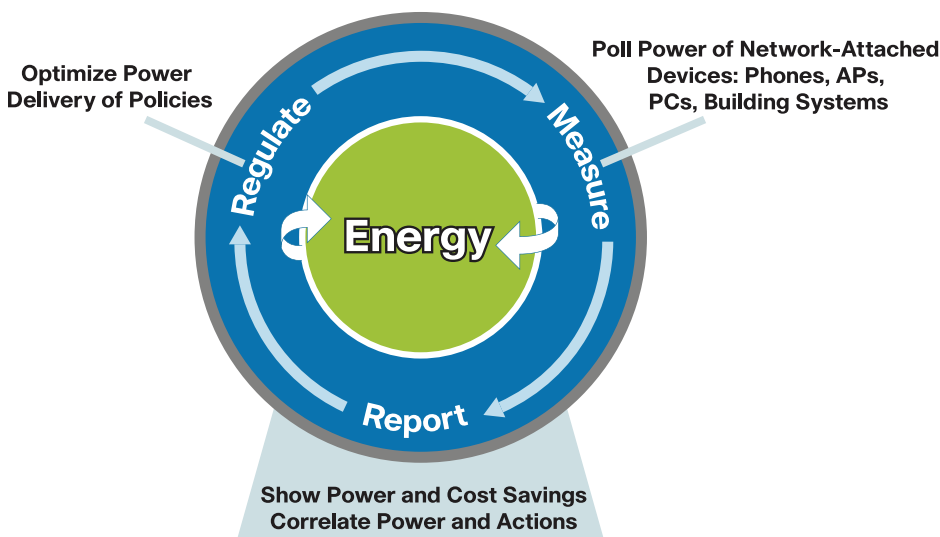 Optimize Power
Delivery of Policies
Poll Power of Network-Attached
Devices: Phones, APs,
PCs, Building Systems
Regulate
Measure
Energy
Report
Show Power and Cost Savings
Correlate Power and Actions